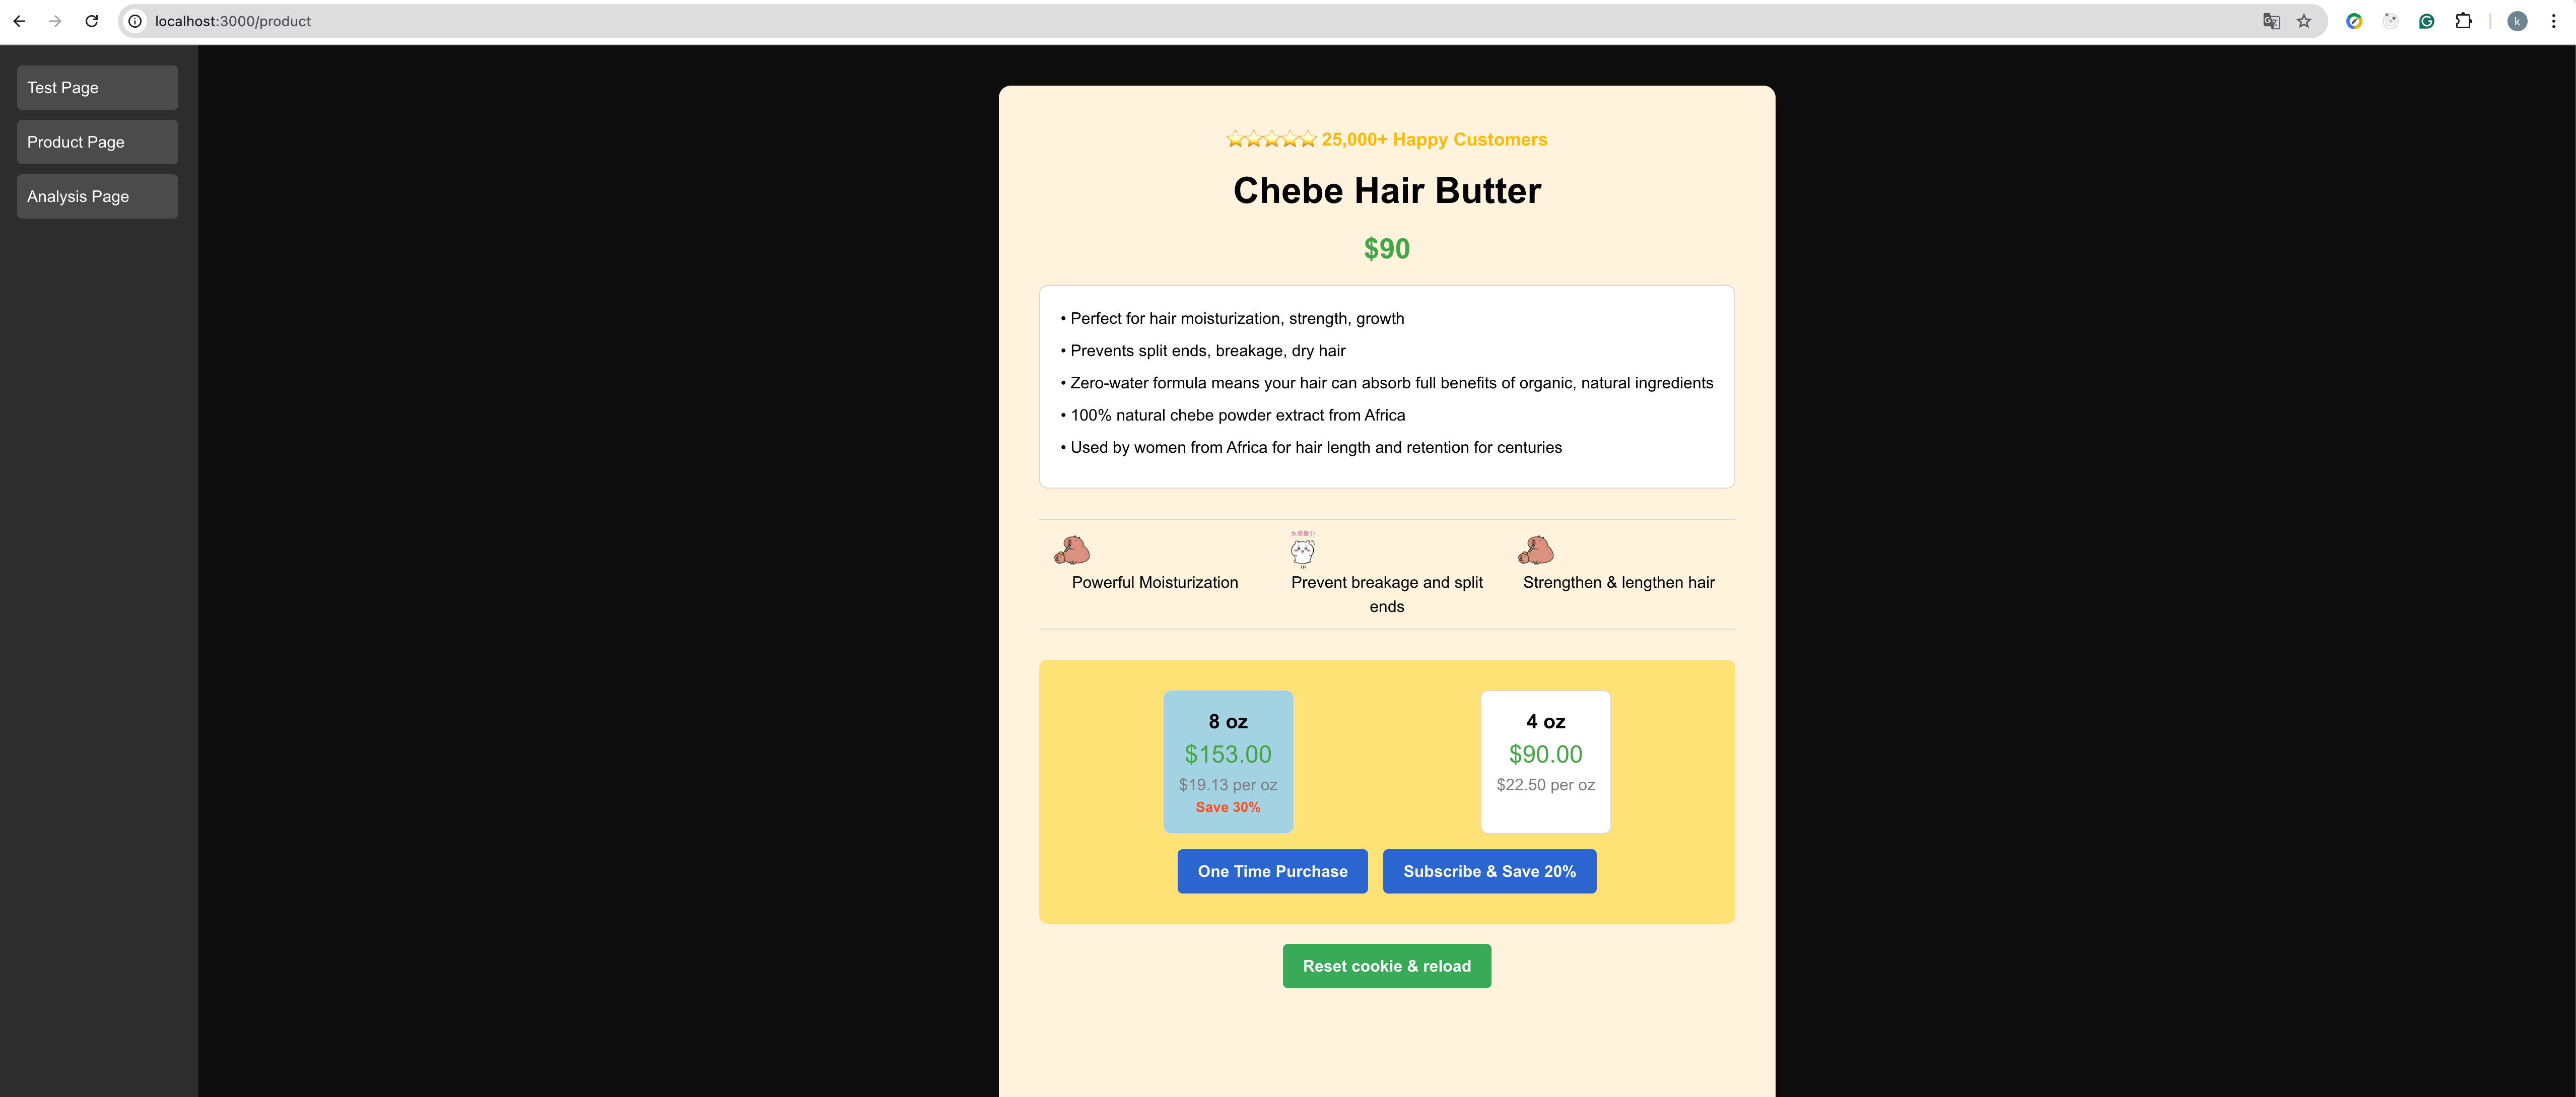 localhost:3000/product
k
Test Page
Product Page
Analysis Page
⭐⭐⭐⭐⭐ 25,000+ Happy Customers
Chebe Hair Butter
$90
• Perfect for hair moisturization, strength, growth
• Prevents split ends, breakage, dry hair
• Zero-water formula means your hair can absorb full benefits of organic, natural ingredients
• 100% natural chebe powder extract from Africa
• Used by women from Africa for hair length and retention for centuries
Powerful Moisturization
Prevent breakage and split
ends
Strengthen & lengthen hair
8 oz
$153.00
$19.13 per oz
Save 30%
4 oz
$90.00
$22.50 per oz
One Time Purchase
Subscribe & Save 20%
Reset cookie & reload